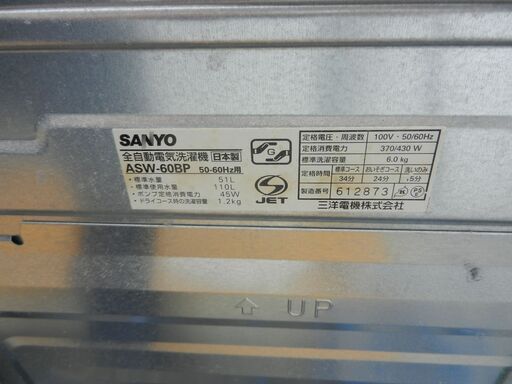 SANYO
全自動電気洗濯機 日本製
ASW-60BP 50-60Hz用
・標準水量 51L
・標準使用水量 110L
・ポンプ定格消費電力 45W
・ドライコース時の洗濯容量 1.2kg
G
S
JET
定格電圧・周波数 100V・50/60Hz
定格消費電力 370/430 W
標準洗濯容量 6.0 kg
定格時間 標準コース 34分 おいそぎコース 24分 洗いのみ 15分
製造番号 612873
三洋電機株式会社
UP